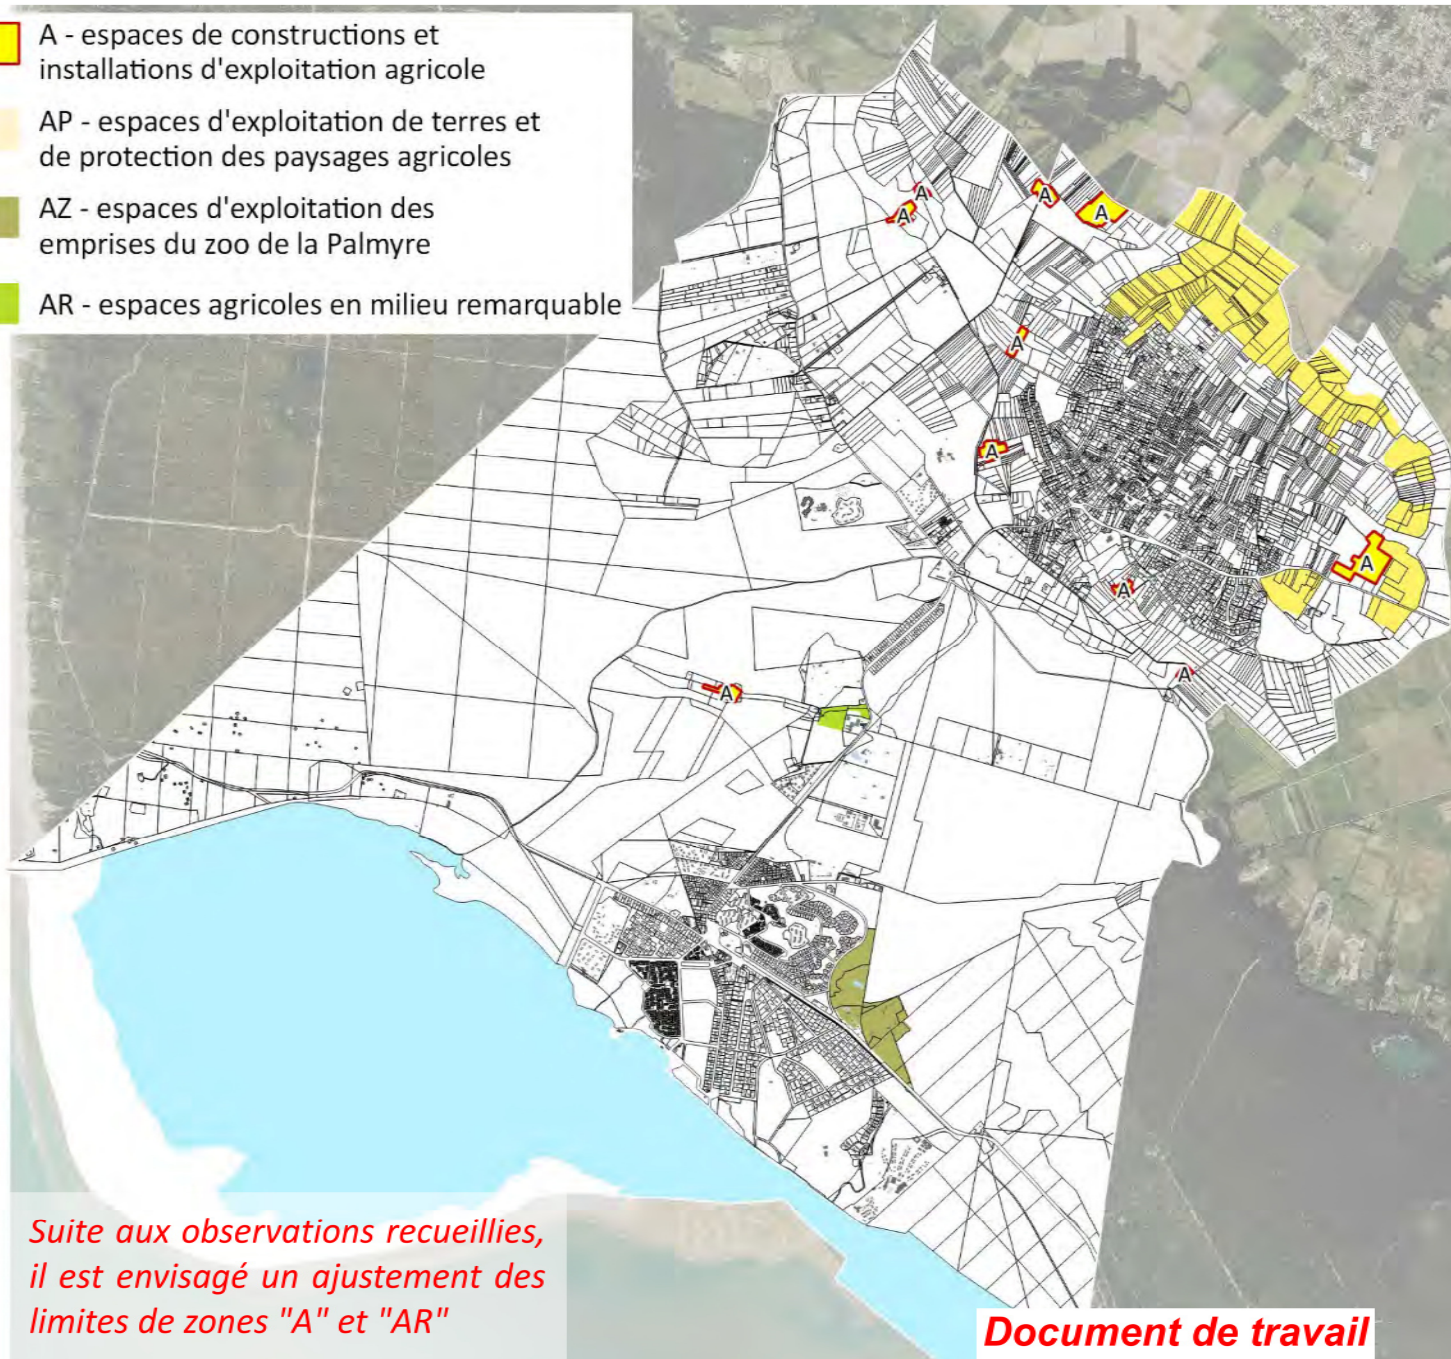 A - espaces de constructions et
installations d'exploitation agricole
AP - espaces d'exploitation de terres et
de protection des paysages agricoles
AZ - espaces d'exploitation des
emprises du zoo de la Palmyre
AR - espaces agricoles en milieu remarquable
A
A
A
A
A
A
A
A
A
A
Suite aux observations recueillies,
il est envisagé un ajustement des
limites de zones "A" et "AR"
Document de travail